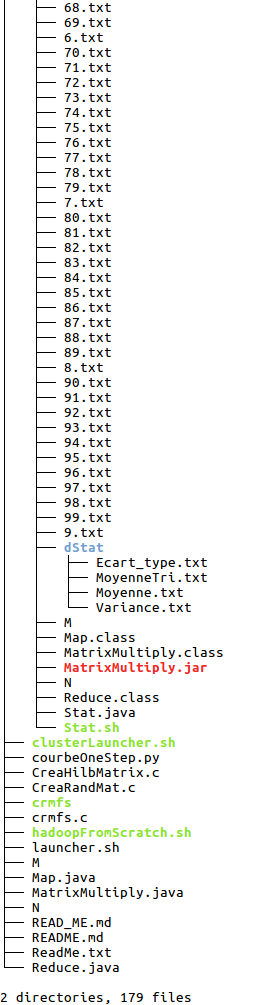 68.txt
69.txt
6.txt
70.txt
71.txt
72.txt
73.txt
74.txt
75.txt
76.txt
77.txt
78.txt
79.txt
7.txt
80.txt
81.txt
82.txt
83.txt
84.txt
85.txt
86.txt
87.txt
88.txt
89.txt
8.txt
90.txt
91.txt
92.txt
93.txt
94.txt
95.txt
96.txt
97.txt
98.txt
99.txt
9.txt
dStat
Ecart_type.txt
MoyenneTri.txt
Moyenne.txt
Variance.txt
M
Map.class
MatrixMultiply.class
MatrixMultiply.jar
N
Reduce.class
Stat.java
Stat.sh
clusterLauncher.sh
courbeOneStep.py
CreaHilbMatrix.c
CreaRandMat.c
crmfs
crmfs.c
hadoopFromScratch.sh
launcher.sh
M
Map.java
MatrixMultiply.java
N
READ_ME.md
README.md
ReadMe.txt
Reduce.java
2 directories, 179 files